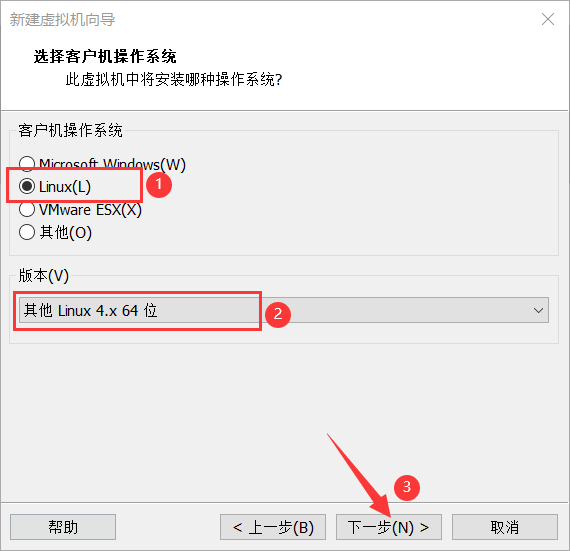 新建虚拟机向导
选择客户机操作系统
此虚拟机中将安装哪种操作系统?
客户机操作系统
Microsoft Windows(W)
Linux(L)
1
VMware ESX(X)
其他(O)
版本(V)
其他 Linux 4.x 64 位
2
3
帮助
< 上一步(B)
下一步(N) >
取消